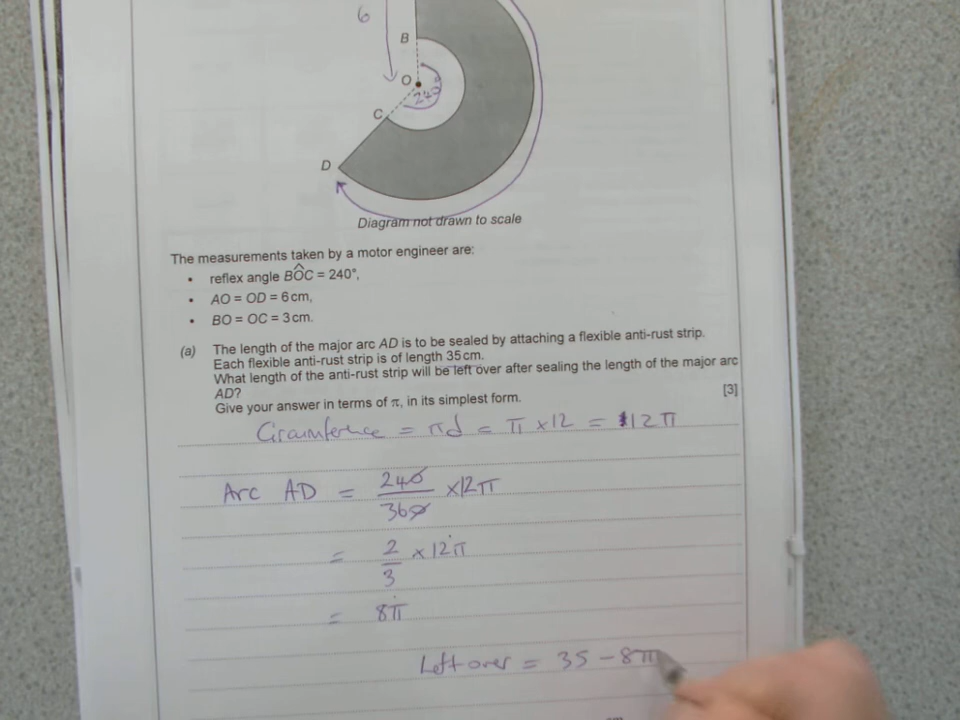 6
B
O
240°
C
D
Diagram not drawn to scale
The measurements taken by a motor engineer are:
• reflex angle BÔC = 240°,
• AO = OD = 6 cm,
• BO = OC = 3 cm.
(a) The length of the major arc AD is to be sealed by attaching a flexible anti-rust strip.
Each flexible anti-rust strip is of length 35 cm.
What length of the anti-rust strip will be left over after sealing the length of the major arc
AD?
Give your answer in terms of π, in its simplest form. [3]
Circumference = πd = π × 12 = 12π
Arc AD = 240/360 × 12π
= 2/3 × 12π
= 8π
Left over = 35 − 8π